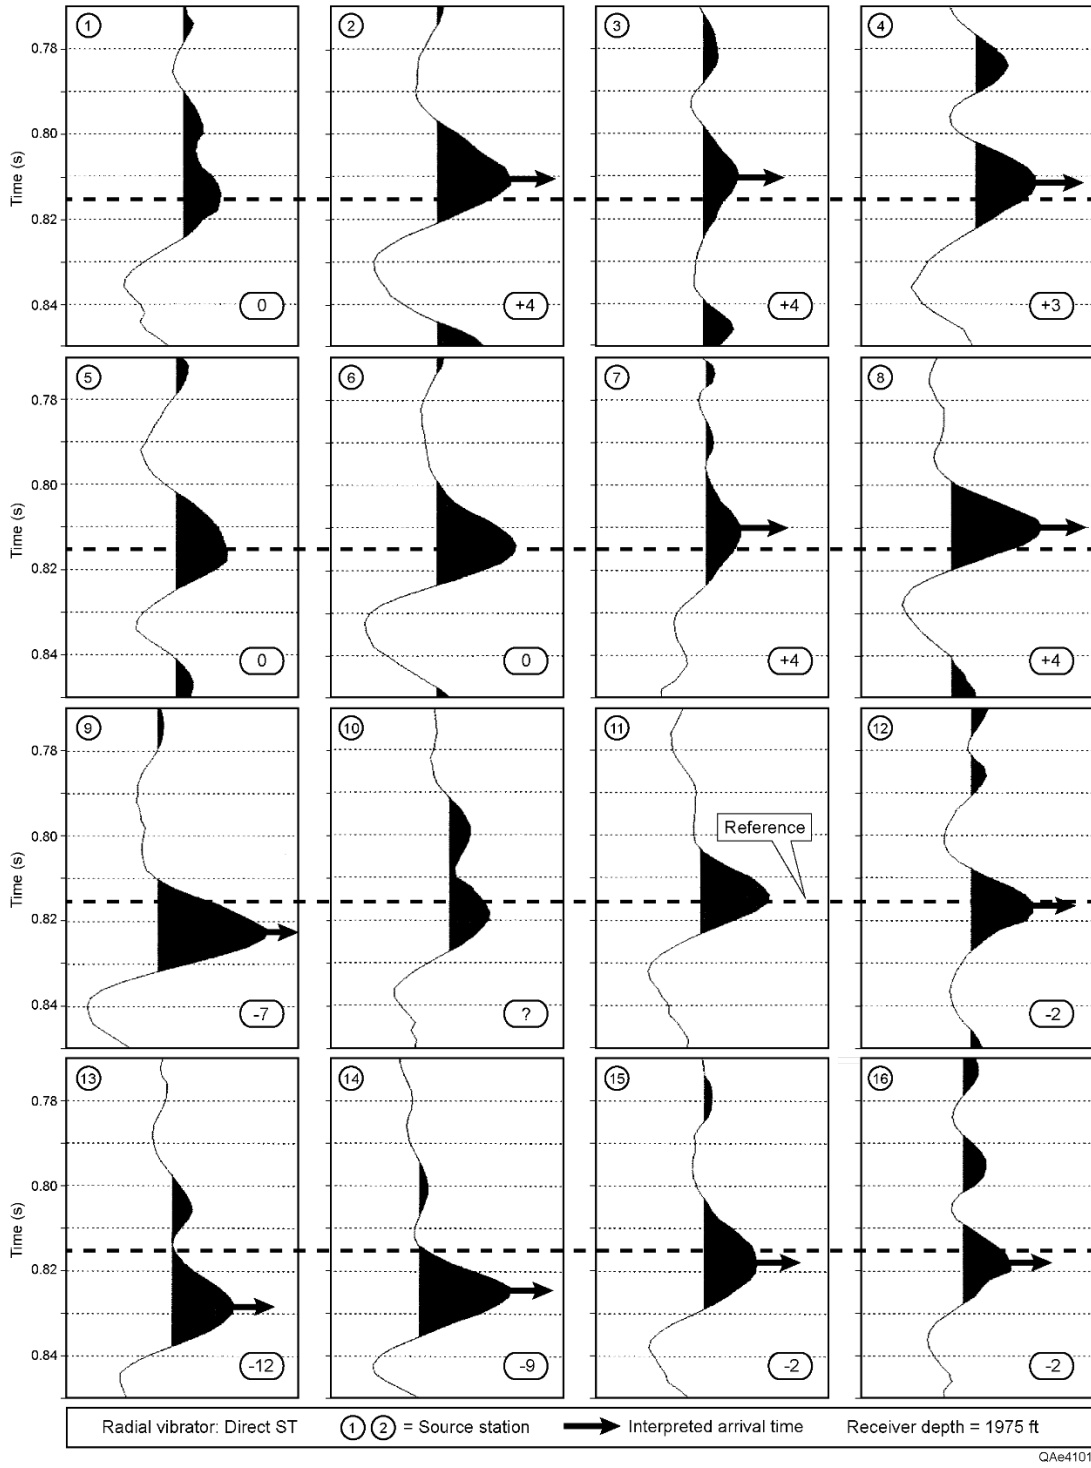 1 2 3 4
0.78
0.80
Time (s)
0.82
0.84
0 +4 +4 +3
5 6 7 8
0.78
0.80
Time (s)
0.82
0.84
0 0 +4 +4
9 10 11 12
0.78
0.80
Reference
Time (s)
0.82
0.84
-7 ? -2
13 14 15 16
0.78
0.80
Time (s)
0.82
0.84
-12 -9 -2 -2
Radial vibrator: Direct ST 1 2 = Source station Interpreted arrival time Receiver depth = 1975 ft
QAe4101